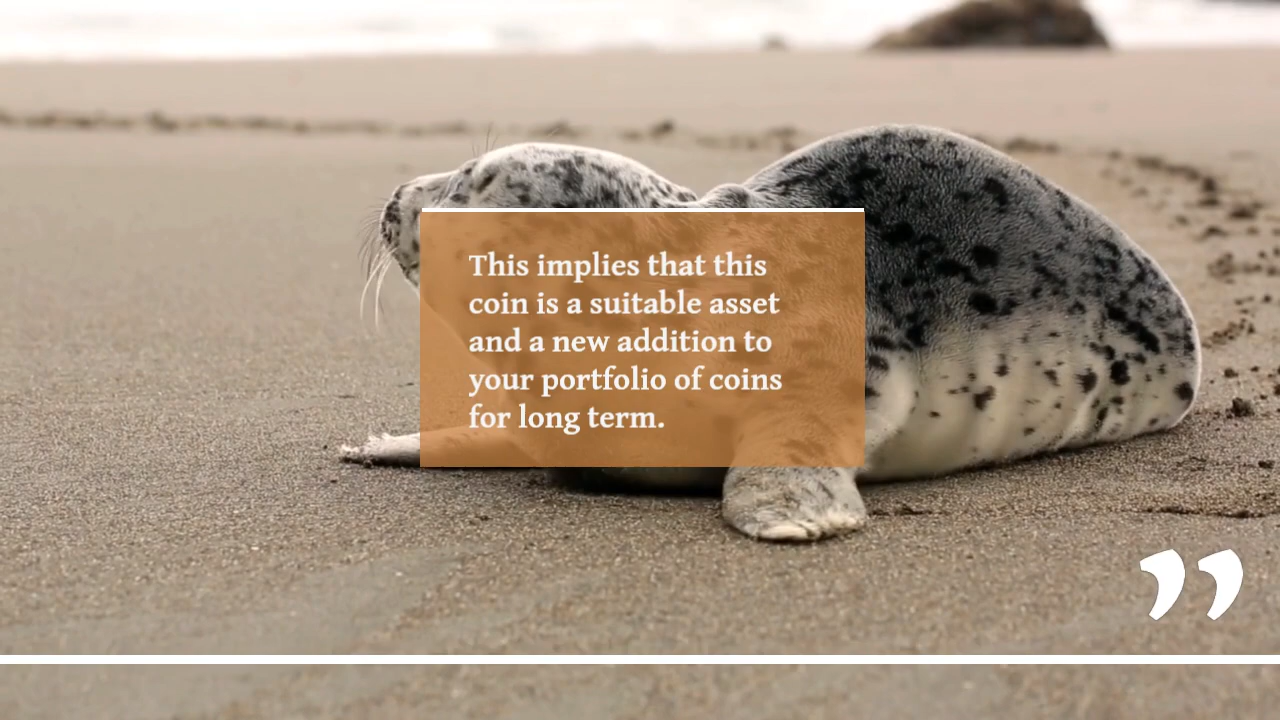 This implies that this
coin is a suitable asset
and a new addition to
your portfolio of coins
for long term.
”